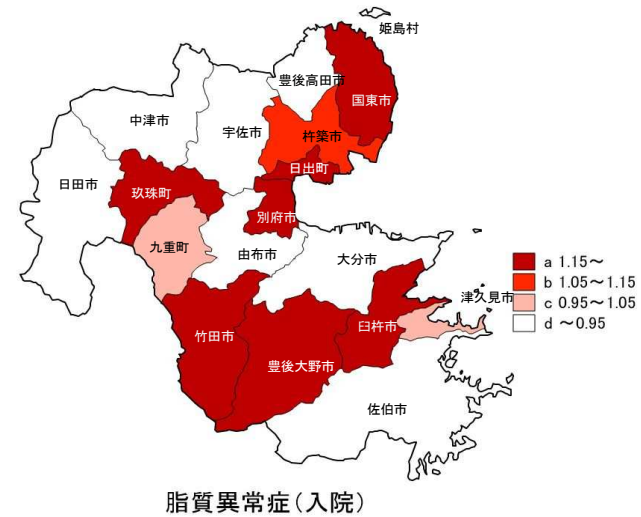 姫島村
豊後高田市
国東市
中津市
宇佐市
杵築市
日出町
日田市
玖珠町
別府市
九重町
由布市
大分市
津久見市
竹田市
臼杵市
豊後大野市
佐伯市
a 1.15～
b 1.05～1.15
c 0.95～1.05
d ～0.95
脂質異常症(入院)